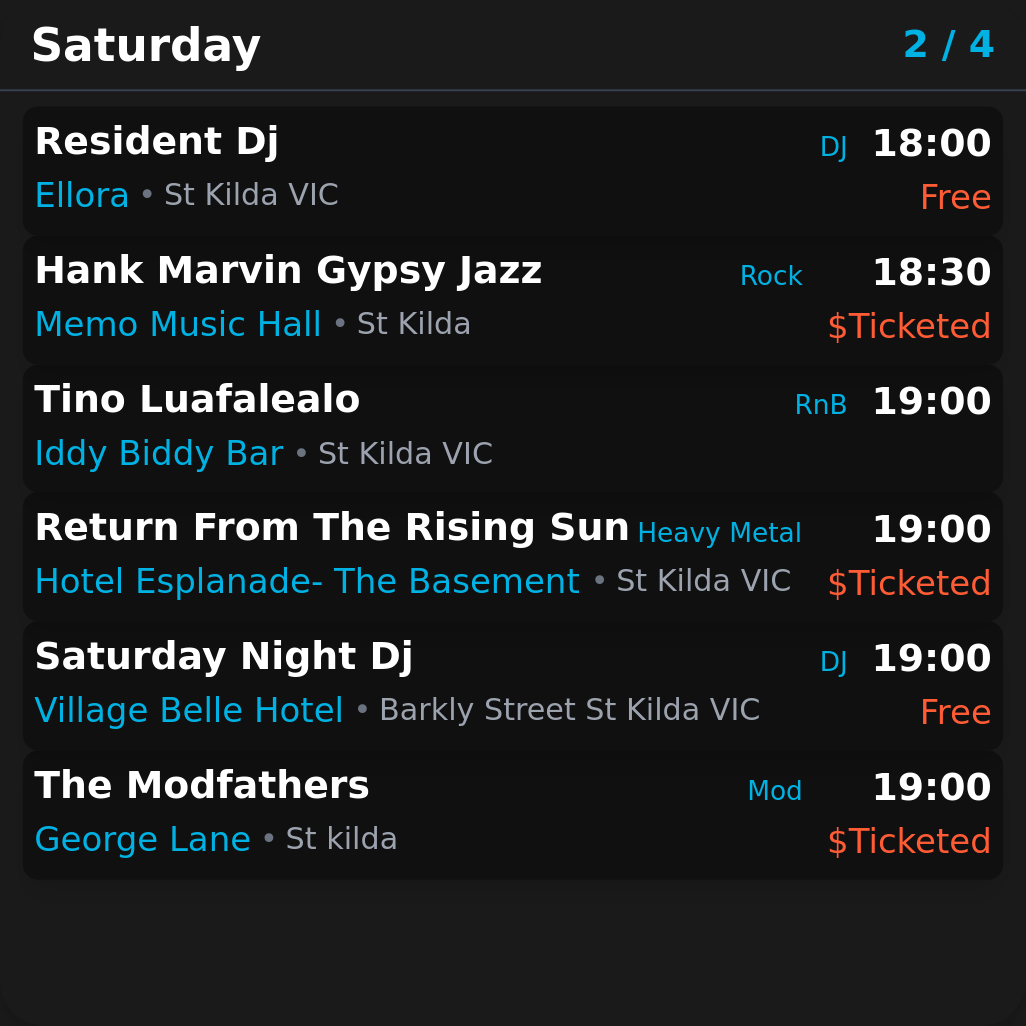 Saturday 2 / 4
Resident Dj DJ 18:00
Ellora • St Kilda VIC Free
Hank Marvin Gypsy Jazz Rock 18:30
Memo Music Hall • St Kilda $Ticketed
Tino Luafalealo RnB 19:00
Iddy Biddy Bar • St Kilda VIC
Return From The Rising Sun Heavy Metal 19:00
Hotel Esplanade- The Basement • St Kilda VIC $Ticketed
Saturday Night Dj DJ 19:00
Village Belle Hotel • Barkly Street St Kilda VIC Free
The Modfathers Mod 19:00
George Lane • St kilda $Ticketed